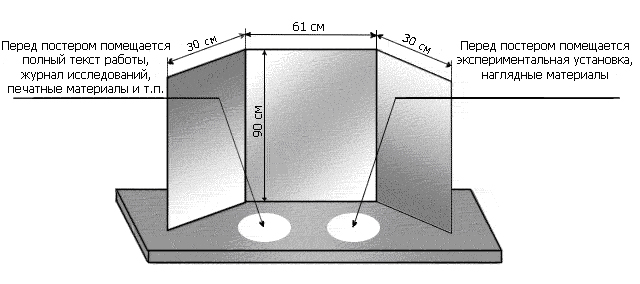 61 см
30 см
30 см
Перед постером помещается
полный текст работы,
журнал исследований,
печатные материалы и т.п.
Перед постером помещается
экспериментальная установка,
наглядные материалы
90 см